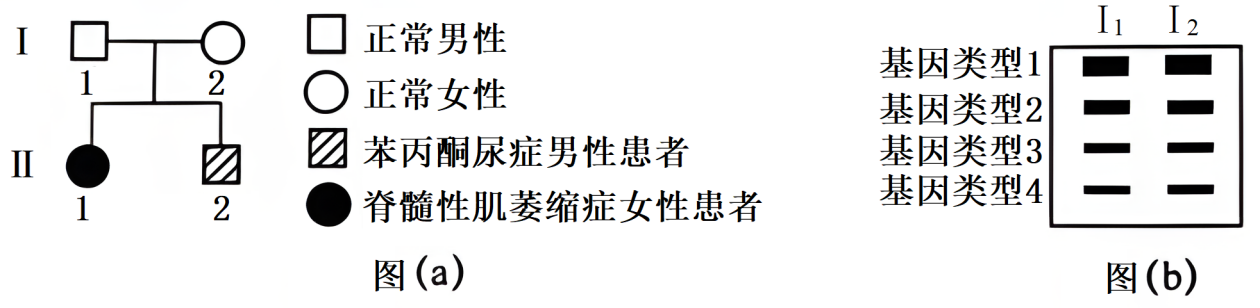 I
1
2
II
1
2
正常男性
正常女性
苯丙酮尿症男性患者
脊髓性肌萎缩症女性患者
图(a)
I₁ I₂
基因类型1
基因类型2
基因类型3
基因类型4
图(b)